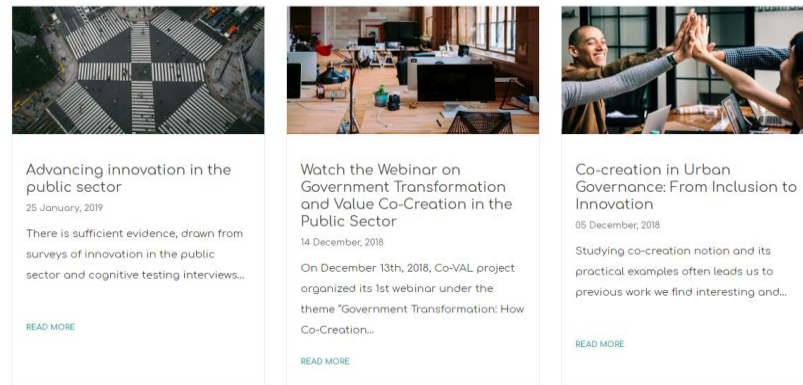 Advancing innovation in the
public sector
25 January, 2019
There is sufficient evidence, drawn from
surveys of innovation in the public
sector and cognitive testing interviews...
READ MORE
Watch the Webinar on
Government Transformation
and Value Co-Creation in the
Public Sector
14 December, 2018
On December 13th, 2018, Co-VAL project
organized its 1st webinar under the
theme "Government Transformation: How
Co-Creation...
READ MORE
Co-creation in Urban
Governance: From Inclusion to
Innovation
05 December, 2018
Studying co-creation notion and its
practical examples often leads us to
previous work we find interesting and...
READ MORE